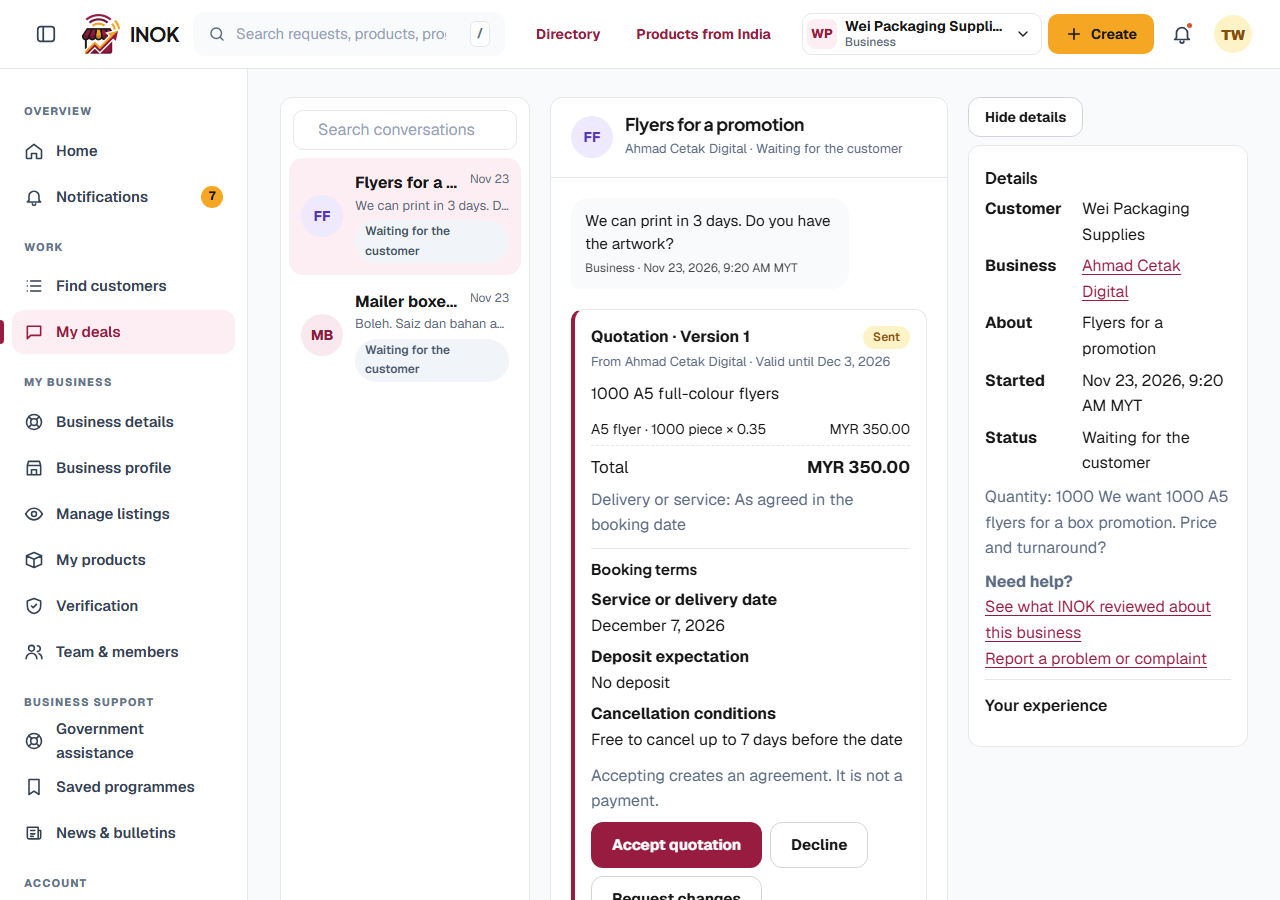 INOK
Search requests, products, pro
/
Directory
Products from India
WP
Wei Packaging Suppli...
Business
Create
TW
OVERVIEW
Home
Notifications
7
WORK
Find customers
My deals
MY BUSINESS
Business details
Business profile
Manage listings
My products
Verification
Team & members
BUSINESS SUPPORT
Government
assistance
Saved programmes
News & bulletins
ACCOUNT
Search conversations
FF
Flyers for a ...
Nov 23
We can print in 3 days. D...
Waiting for the
customer
MB
Mailer boxe...
Nov 23
Boleh. Saiz dan bahan a...
Waiting for the
customer
FF
Flyers for a promotion
Ahmad Cetak Digital · Waiting for the customer
We can print in 3 days. Do you have
the artwork?
Business · Nov 23, 2026, 9:20 AM MYT
Quotation · Version 1
Sent
From Ahmad Cetak Digital · Valid until Dec 3, 2026
1000 A5 full-colour flyers
A5 flyer · 1000 piece × 0.35
MYR 350.00
Total
MYR 350.00
Delivery or service: As agreed in the
booking date
Booking terms
Service or delivery date
December 7, 2026
Deposit expectation
No deposit
Cancellation conditions
Free to cancel up to 7 days before the date
Accepting creates an agreement. It is not a
payment.
Accept quotation
Decline
Request changes
Hide details
Details
Customer
Wei Packaging
Supplies
Business
Ahmad Cetak
Digital
About
Flyers for a
promotion
Started
Nov 23, 2026, 9:20
AM MYT
Status
Waiting for the
customer
Quantity: 1000 We want 1000 A5
flyers for a box promotion. Price
and turnaround?
Need help?
See what INOK reviewed about
this business
Report a problem or complaint
Your experience